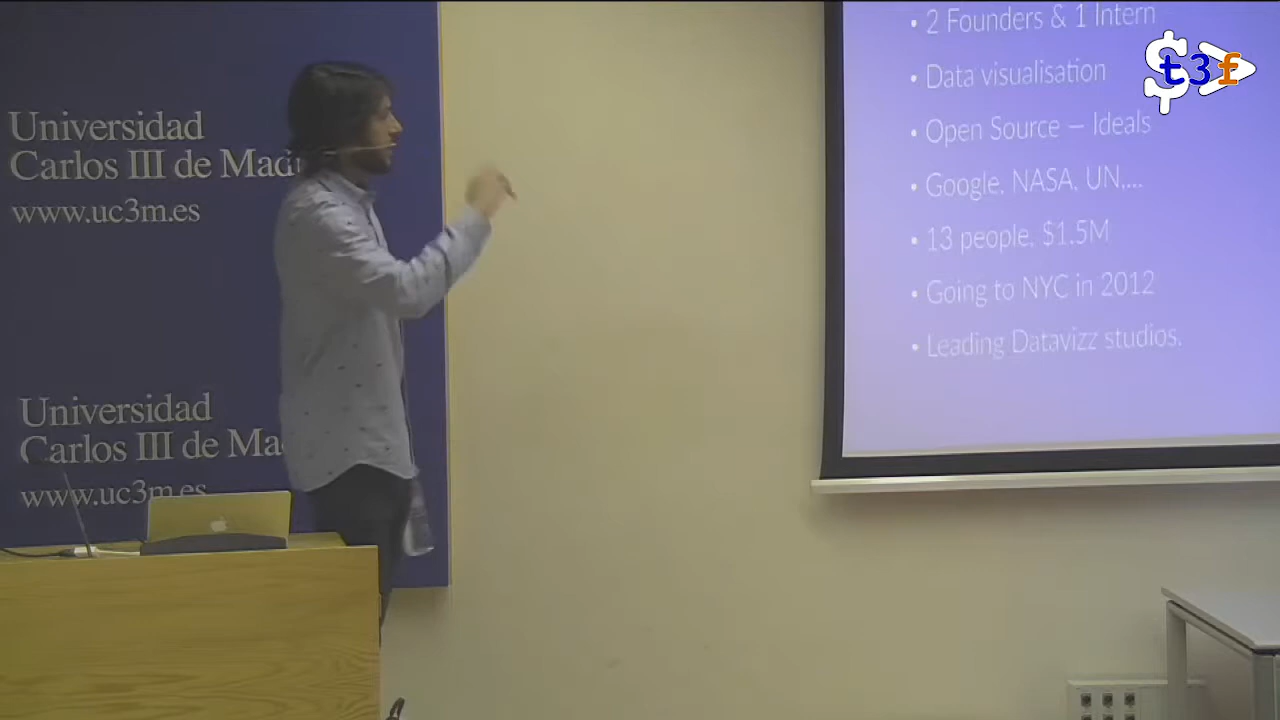 Universidad
Carlos III de Mad
www.uc3m.es
Universidad
Carlos III de Ma
www.uc3m.es
• 2 Founders & 1 Intern
• Data visualisation
• Open Source – Ideals
• Google, NASA, UN,...
• 13 people, $1.5M
• Going to NYC in 2012
• Leading Datavizz studios.
t3f